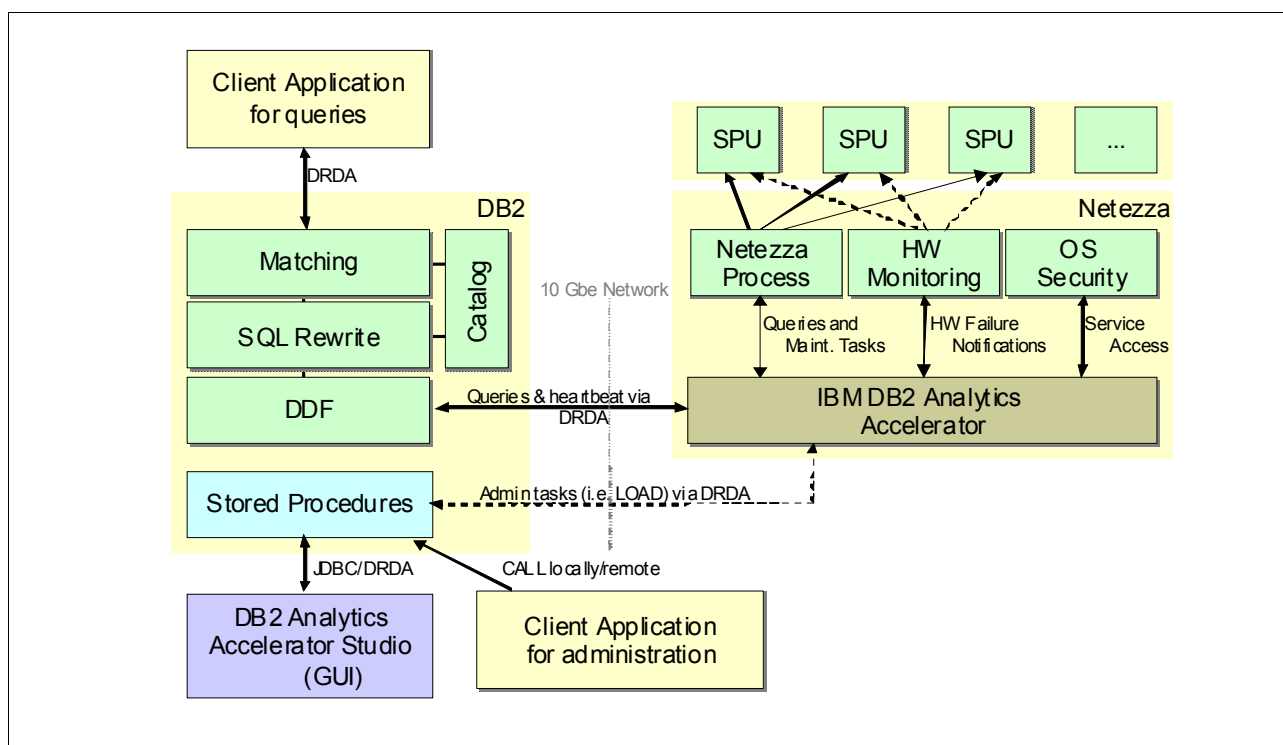 Client Application
for queries
DRDA
DB2
Matching
SQL Rewrite
Catalog
DDF
Stored Procedures
JDBC/DRDA
DB2 Analytics
Accelerator Studio
(GUI)
CALL locally/remote
Client Application
for administration
10 Gbe Network
Queries & heartbeat via
DRDA
Admin tasks (i.e. LOAD) via DRDA
SPU
SPU
SPU
...
Netezza
Netezza
Process
HW
Monitoring
OS
Security
Queries and
Maint. Tasks
HW Failure
Notifications
Service
Access
IBM DB2 Analytics
Accelerator